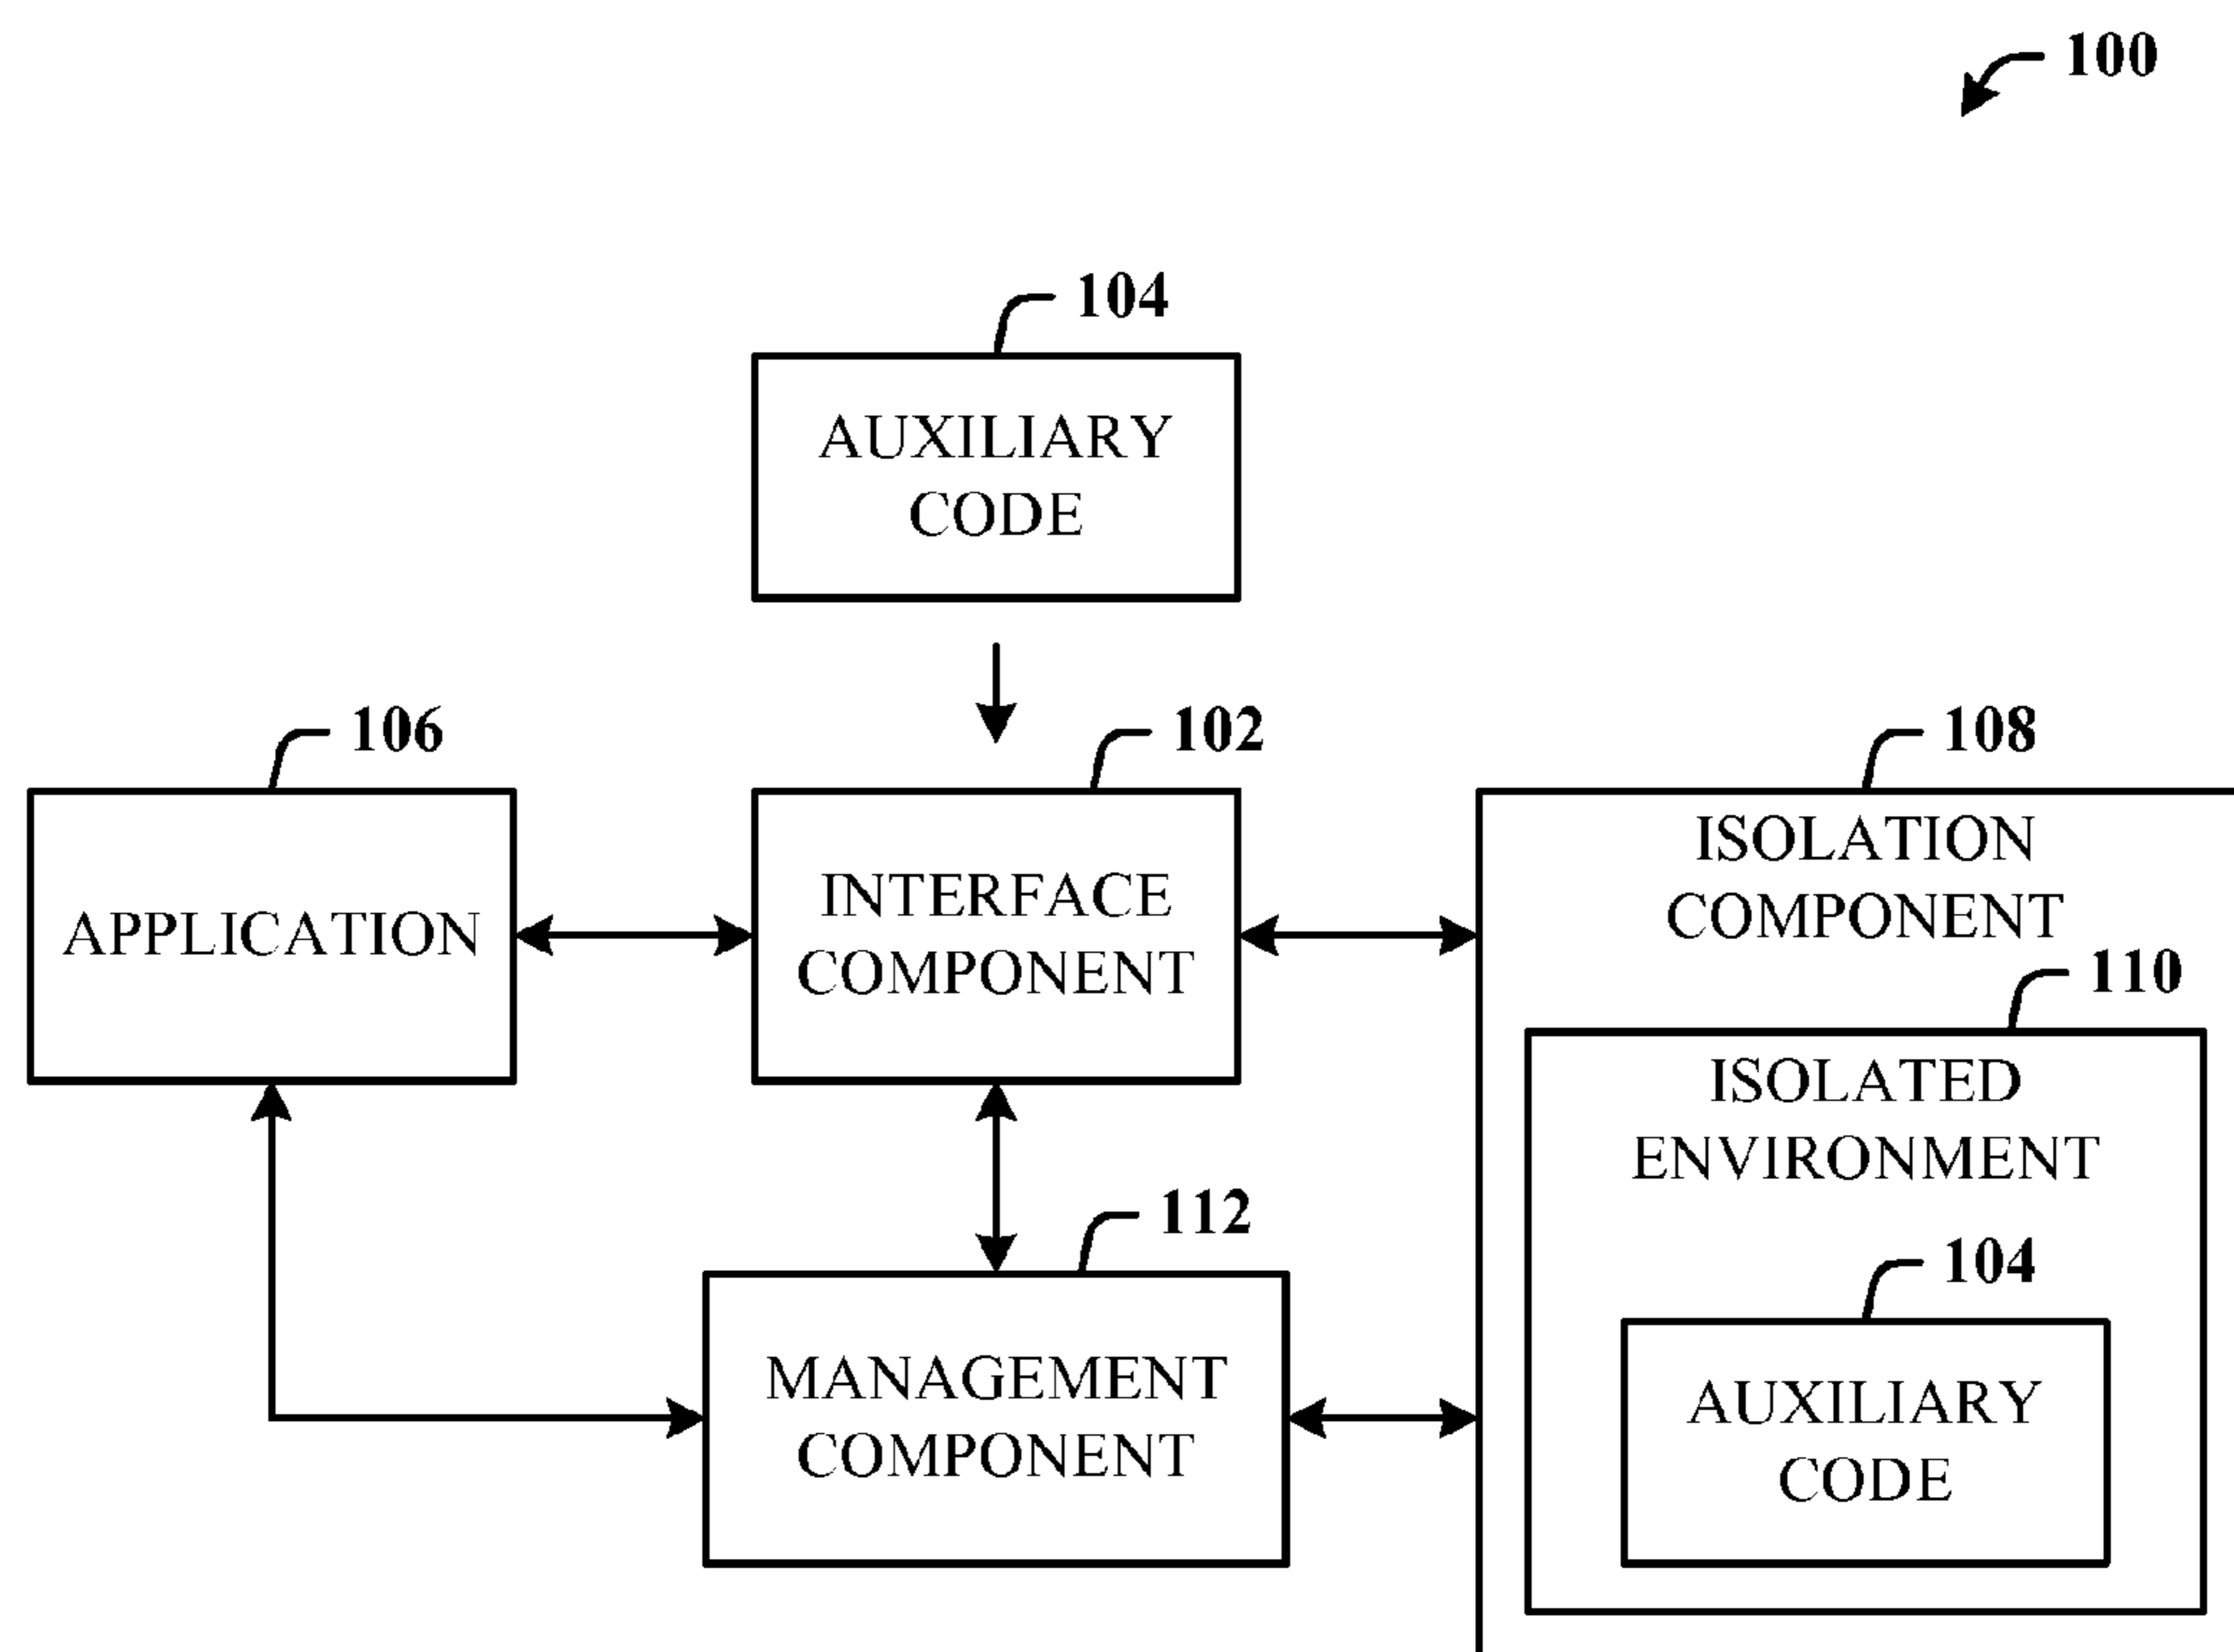 100
104
AUXILIARY
CODE
106
102
108
APPLICATION
INTERFACE
COMPONENT
ISOLATION
COMPONENT
110
ISOLATED
ENVIRONMENT
112
MANAGEMENT
COMPONENT
104
AUXILIARY
CODE